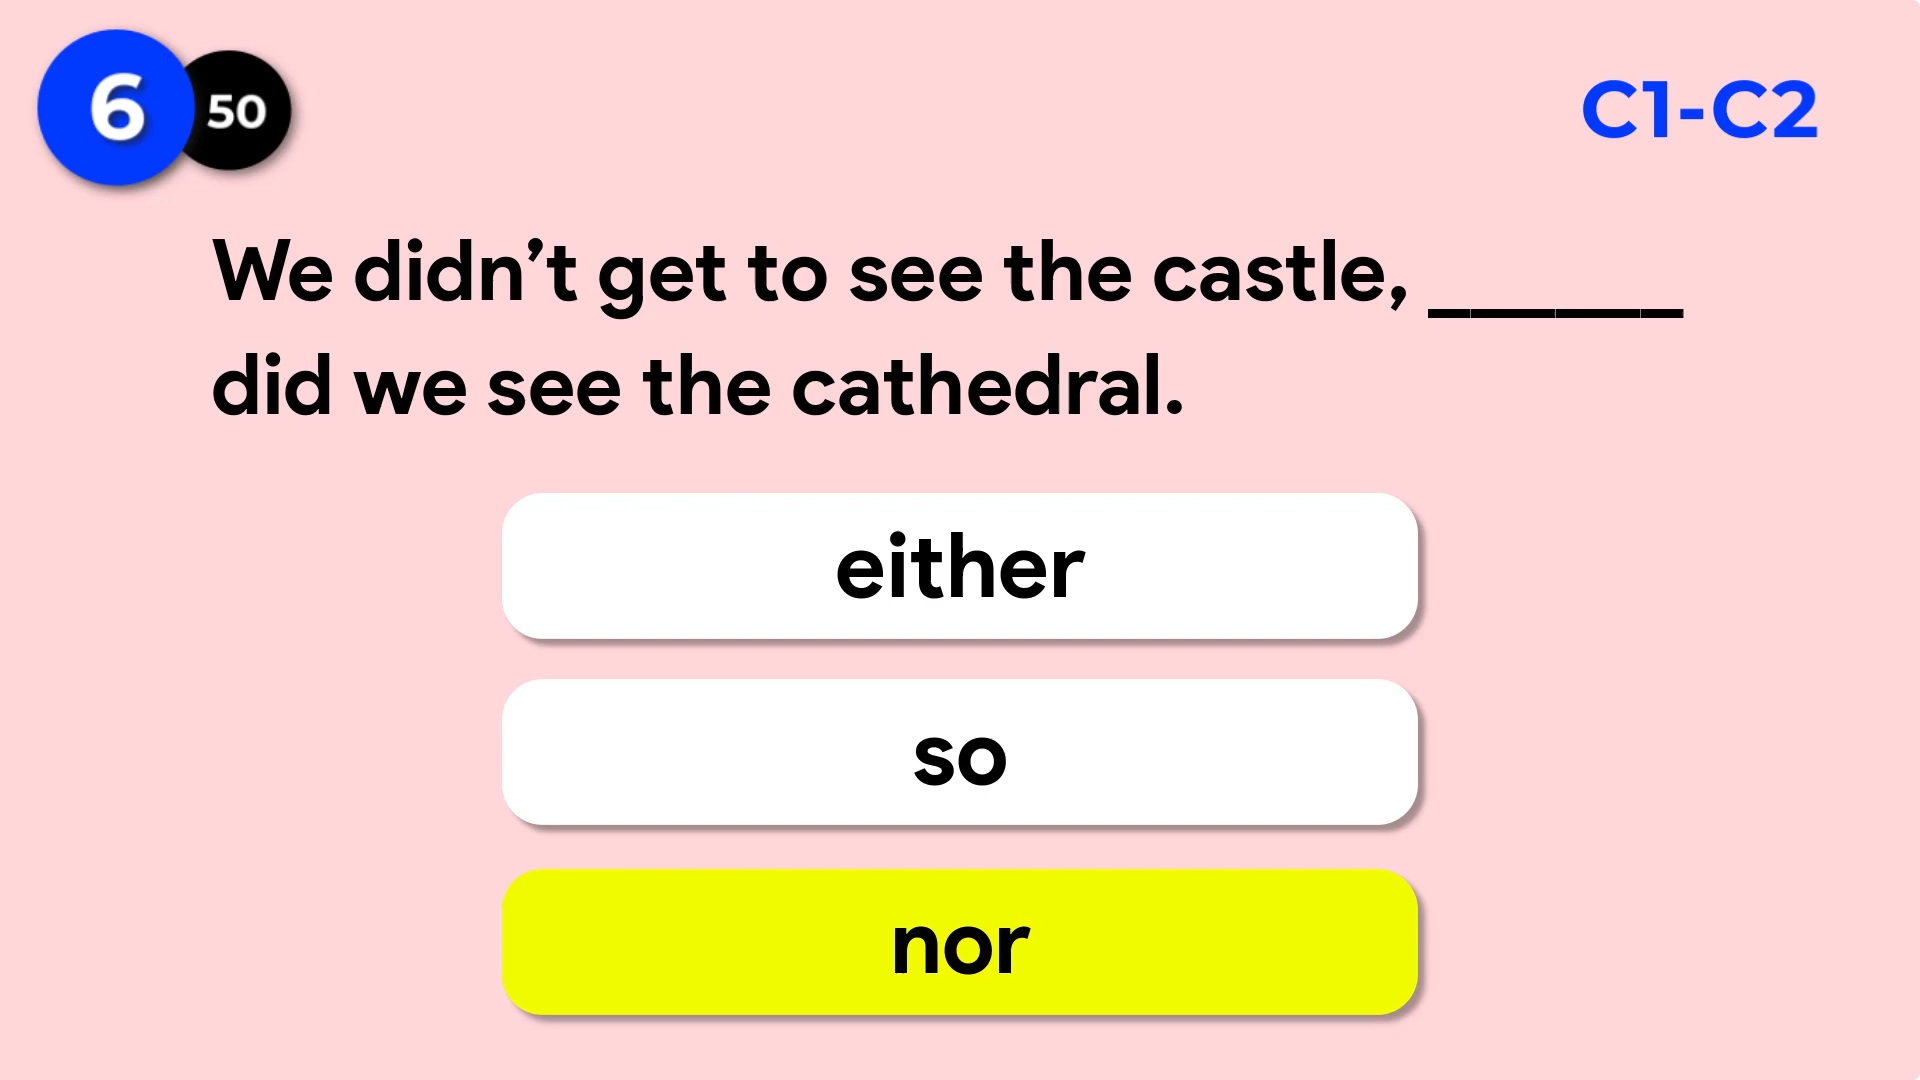 6 50
C1-C2
We didn’t get to see the castle, ______
did we see the cathedral.
either
so
nor